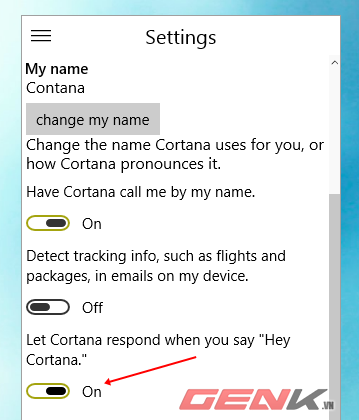 Settings
My name
Contana
change my name
Change the name Cortana uses for you, or
how Cortana pronounces it.
Have Cortana call me by my name.
On
Detect tracking info, such as flights and
packages, in emails on my device.
Off
Let Cortana respond when you say "Hey
Cortana."
On
GENK.VN